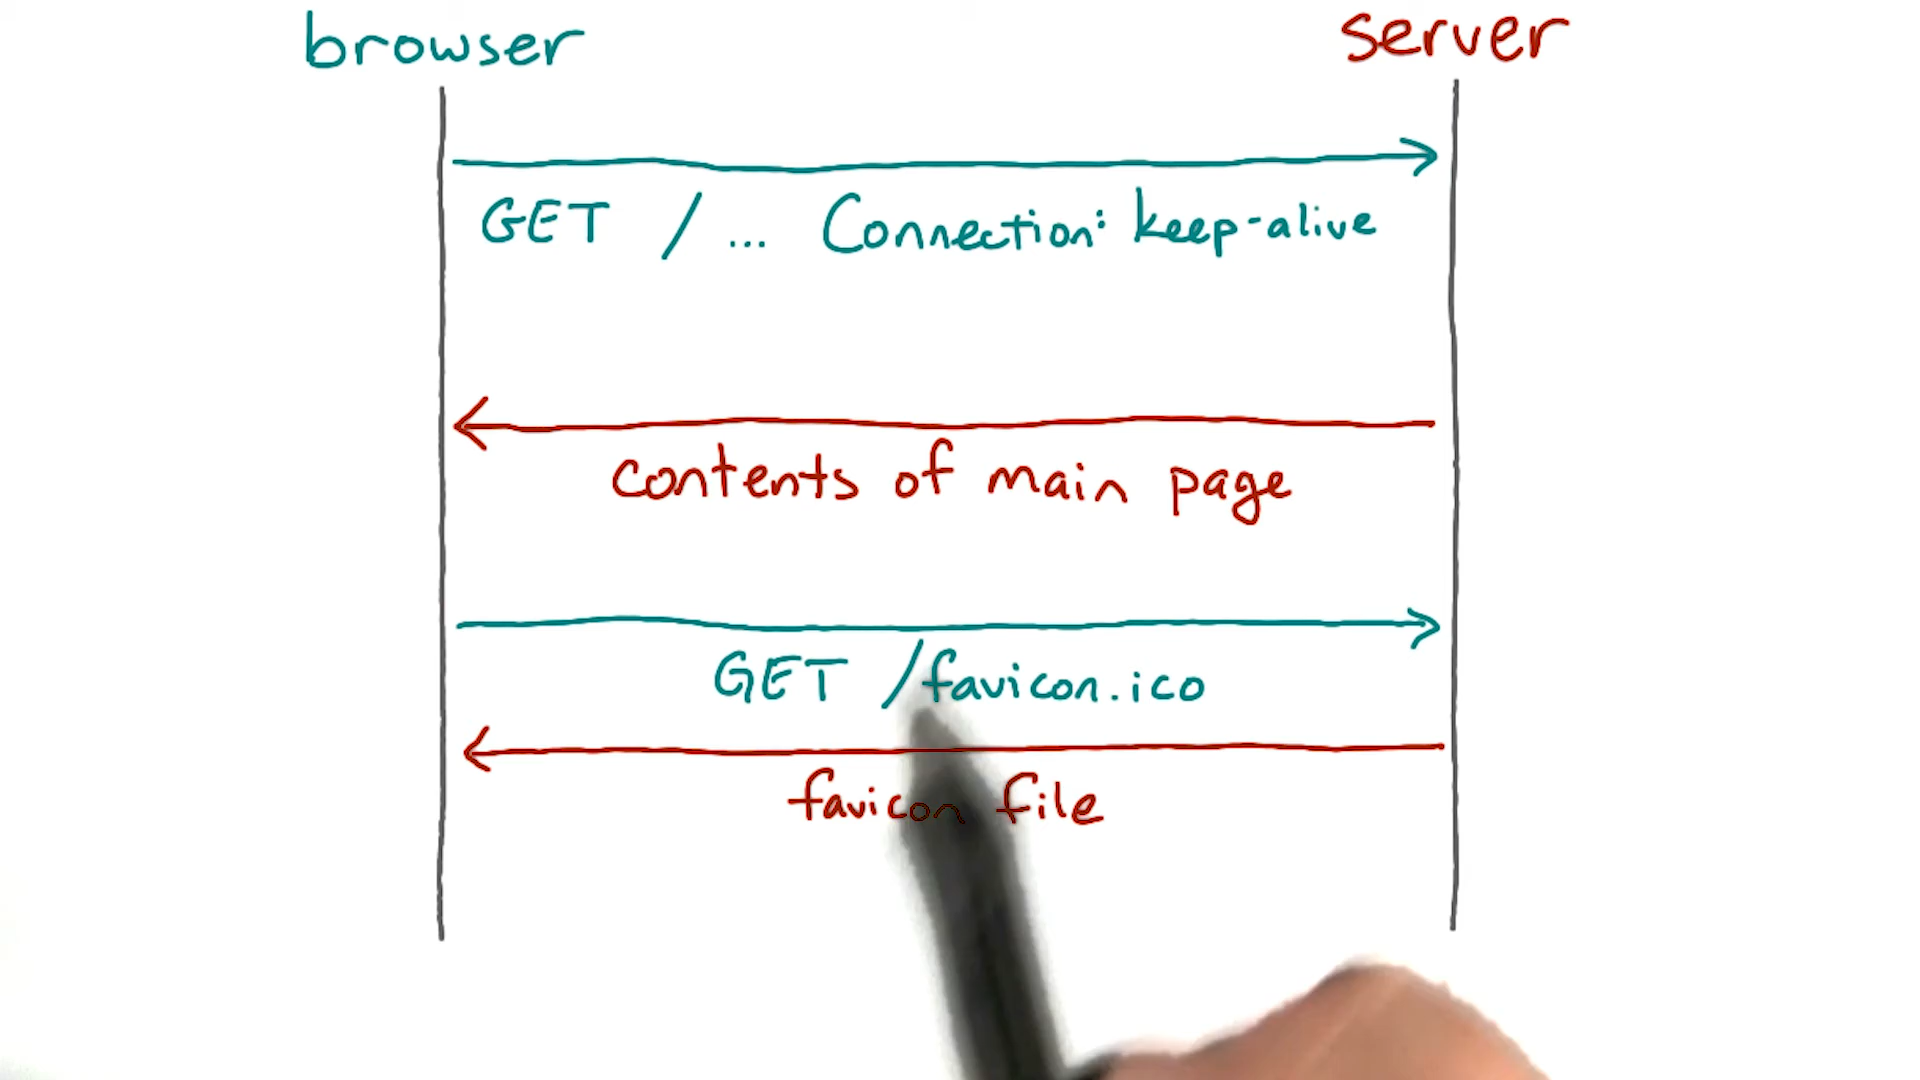 browser server
GET / ... Connection: keep-alive
contents of main page
GET /favicon.ico
favicon file